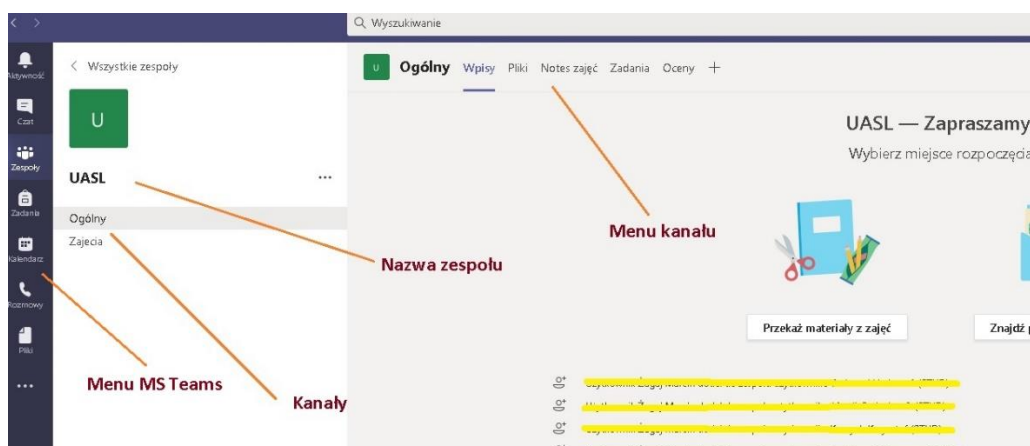 Wyszukiwanie
Aktywność
Czat
Zespoły
Zadania
Kalendarz
Rozmowy
Pliki
Wszystkie zespoły
U
UASL
...
Ogólny
Zajecia
Nazwa zespołu
Menu MS Teams
Kanały
U Ogólny Wpisy Pliki Notes zajęć Zadania Oceny +
Menu kanału
UASL — Zapraszamy
Wybierz miejsce rozpoczęcia
Przekaż materiały z zajęć
Znajdź